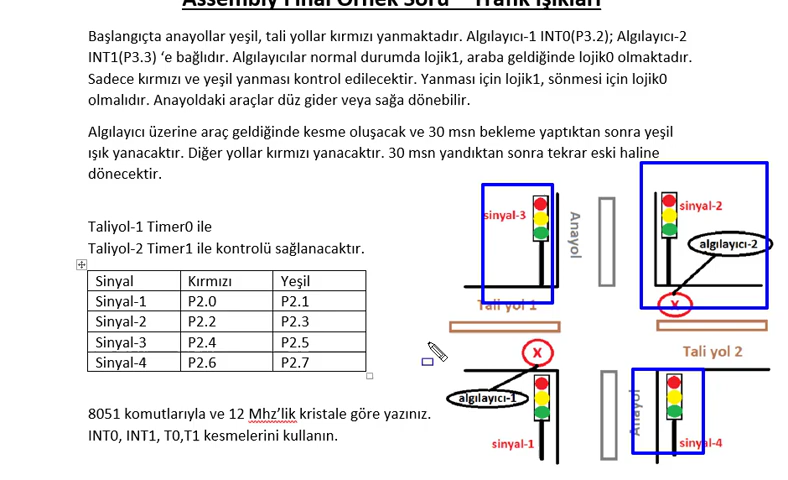 Assembly Final Örnek Soru – Trafik Işıkları
Başlangıçta anayollar yeşil, tali yollar kırmızı yanmaktadır. Algılayıcı-1 INT0(P3.2); Algılayıcı-2
INT1(P3.3) ‘e bağlıdır. Algılayıcılar normal durumda lojik1, araba geldiğinde lojik0 olmaktadır.
Sadece kırmızı ve yeşil yanması kontrol edilecektir. Yanması için lojik1, sönmesi için lojik0
olmalıdır. Anayoldaki araçlar düz gider veya sağa dönebilir.
Algılayıcı üzerine araç geldiğinde kesme oluşacak ve 30 msn bekleme yaptıktan sonra yeşil
ışık yanacaktır. Diğer yollar kırmızı yanacaktır. 30 msn yandıktan sonra tekrar eski haline
dönecektir.
Taliyol-1 Timer0 ile
Taliyol-2 Timer1 ile kontrolü sağlanacaktır.
Sinyal Kırmızı Yeşil
Sinyal-1 P2.0 P2.1
Sinyal-2 P2.2 P2.3
Sinyal-3 P2.4 P2.5
Sinyal-4 P2.6 P2.7
8051 komutlarıyla ve 12 Mhz’lik kristale göre yazınız.
INT0, INT1, T0,T1 kesmelerini kullanın.
sinyal-3
Anayol
sinyal-2
algılayıcı-2
X
Tali yol 1
X
Tali yol 2
algılayıcı-1
Anayol
sinyal-1
sinyal-4